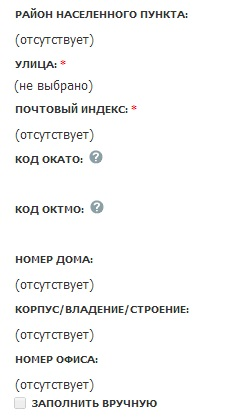 РАЙОН НАСЕЛЕННОГО ПУНКТА:
(отсутствует)
УЛИЦА: *
(не выбрано)
ПОЧТОВЫЙ ИНДЕКС: *
(отсутствует)
КОД ОКАТО: ?
КОД ОКТМО: ?
НОМЕР ДОМА:
(отсутствует)
КОРПУС/ВЛАДЕНИЕ/СТРОЕНИЕ:
(отсутствует)
НОМЕР ОФИСА:
(отсутствует)
ЗАПОЛНИТЬ ВРУЧНУЮ